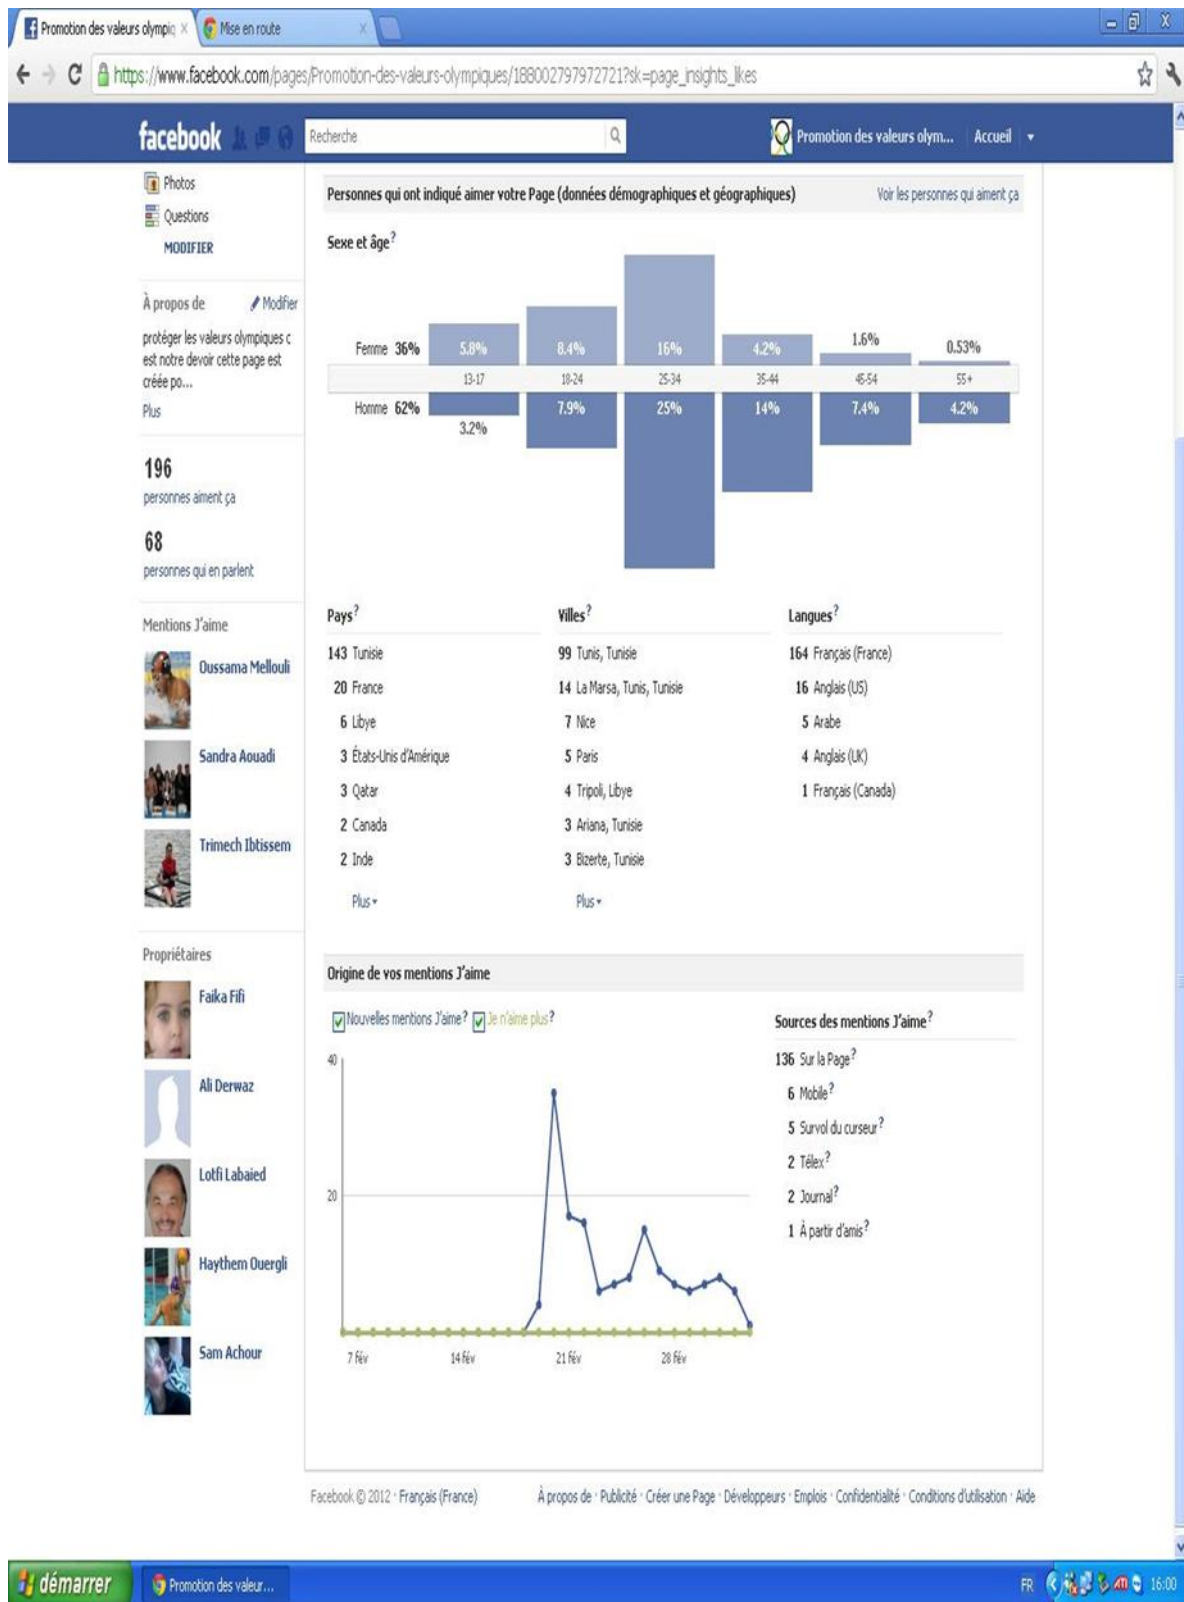 Promotion des valeurs olympiq
Mise en route
https://www.facebook.com/pages/Promotion-des-valeurs-olympiques/188002797972721?sk=page_insights_likes
facebook
Recherche
Promotion des valeurs olym...
Accueil
Photos
Questions
MODIFIER
À propos de
Modifier
protéger les valeurs olympiques c
est notre devoir cette page est
créée po...
Plus
196
personnes aiment ça
68
personnes qui en parlent
Mentions J'aime
Oussama Mellouli
Sandra Aouadi
Trimech Ibtissem
Propriétaires
Faika Fifi
Ali Derwaz
Lotfi Labaied
Haythem Ouergli
Sam Achour
Personnes qui ont indiqué aimer votre Page (données démographiques et géographiques)
Voir les personnes qui aiment ça
Sexe et âge?
Femme 36% 5.8% 8.4% 16% 4.2% 1.6% 0.53%
13-17 18-24 25-34 35-44 45-54 55+
Homme 62% 3.2% 7.9% 25% 14% 7.4% 4.2%
Pays?
143 Tunisie
20 France
6 Libye
3 États-Unis d'Amérique
3 Qatar
2 Canada
2 Inde
Plus
Villes?
99 Tunis, Tunisie
14 La Marsa, Tunis, Tunisie
7 Nice
5 Paris
4 Tripoli, Libye
3 Ariana, Tunisie
3 Bizerte, Tunisie
Plus
Langues?
164 Français (France)
16 Anglais (US)
5 Arabe
4 Anglais (UK)
1 Français (Canada)
Origine de vos mentions J'aime
Nouvelles mentions J'aime? Je n'aime plus?
40
20
7 fév 14 fév 21 fév 28 fév
Sources des mentions J'aime?
136 Sur la Page?
6 Mobile?
5 Survol du curseur?
2 Télex?
2 Journal?
1 À partir d'amis?
Facebook © 2012 · Français (France)
À propos de · Publicité · Créer une Page · Développeurs · Emplois · Confidentialité · Conditions d'utilisation · Aide
démarrer
Promotion des valeur...
FR
16:00